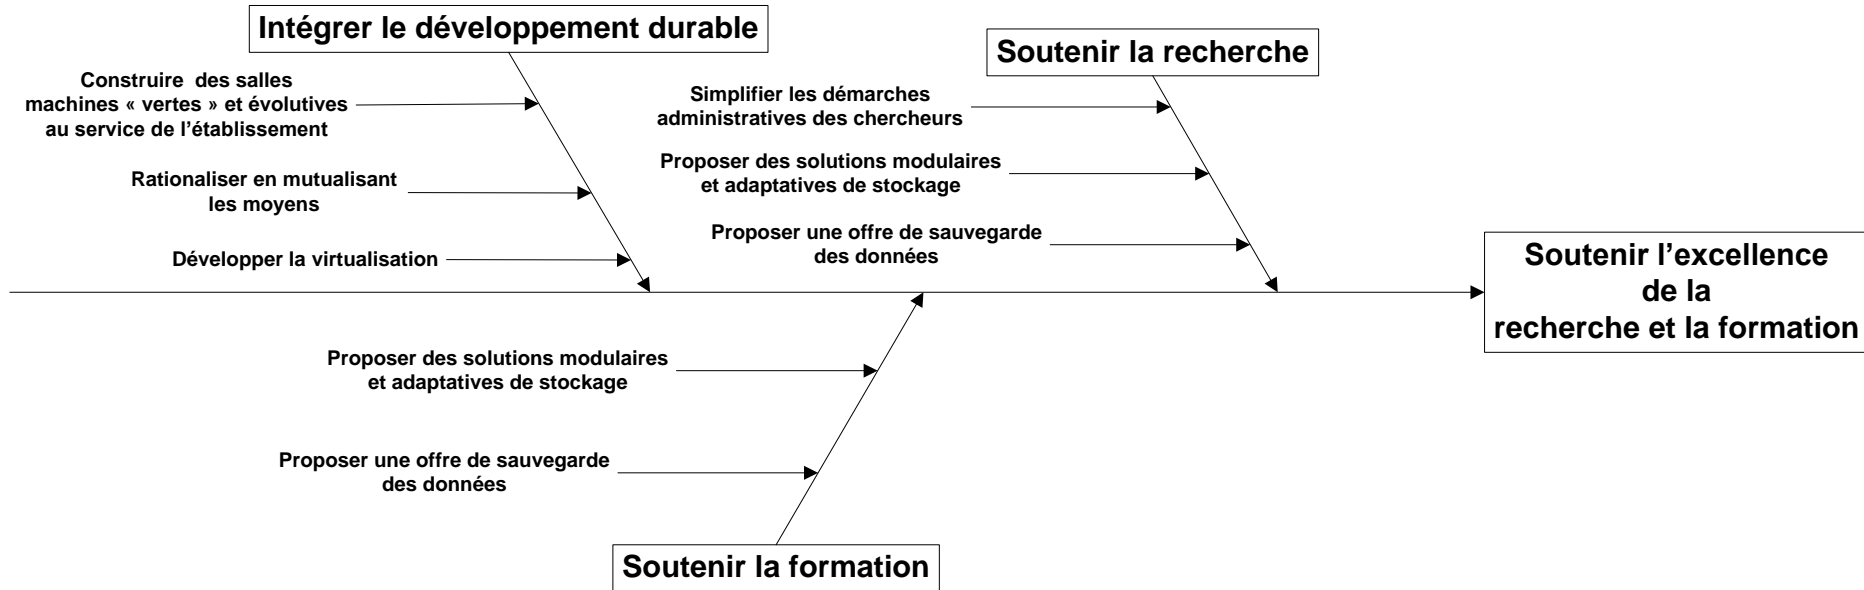 Intégrer le développement durable
Construire des salles
machines « vertes » et évolutives
au service de l’établissement
Rationaliser en mutualisant
les moyens
Développer la virtualisation
Soutenir la recherche
Simplifier les démarches
administratives des chercheurs
Proposer des solutions modulaires
et adaptatives de stockage
Proposer une offre de sauvegarde
des données
Soutenir l’excellence
de la
recherche et la formation
Proposer des solutions modulaires
et adaptatives de stockage
Proposer une offre de sauvegarde
des données
Soutenir la formation